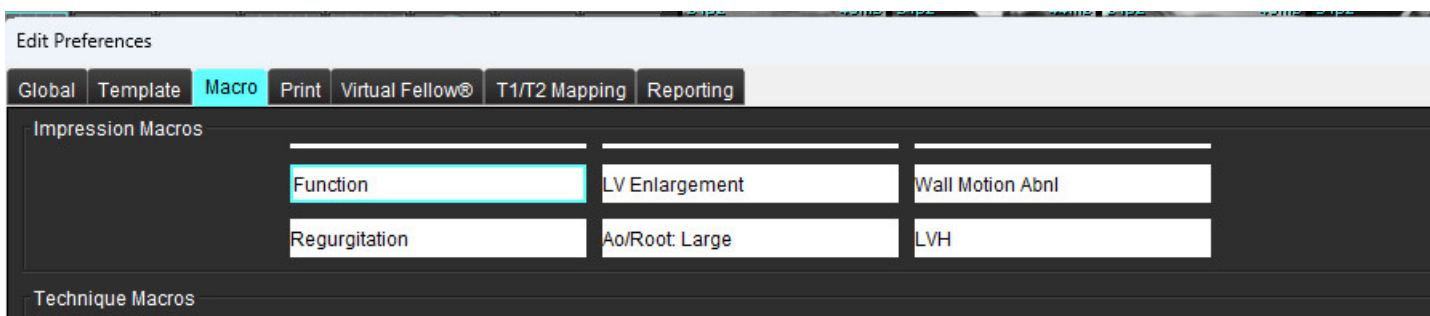 Edit Preferences
Global Template Macro Print Virtual Fellow® T1/T2 Mapping Reporting
Impression Macros
Function LV Enlargement Wall Motion Abnl
Regurgitation Ao/Root: Large LVH
Technique Macros